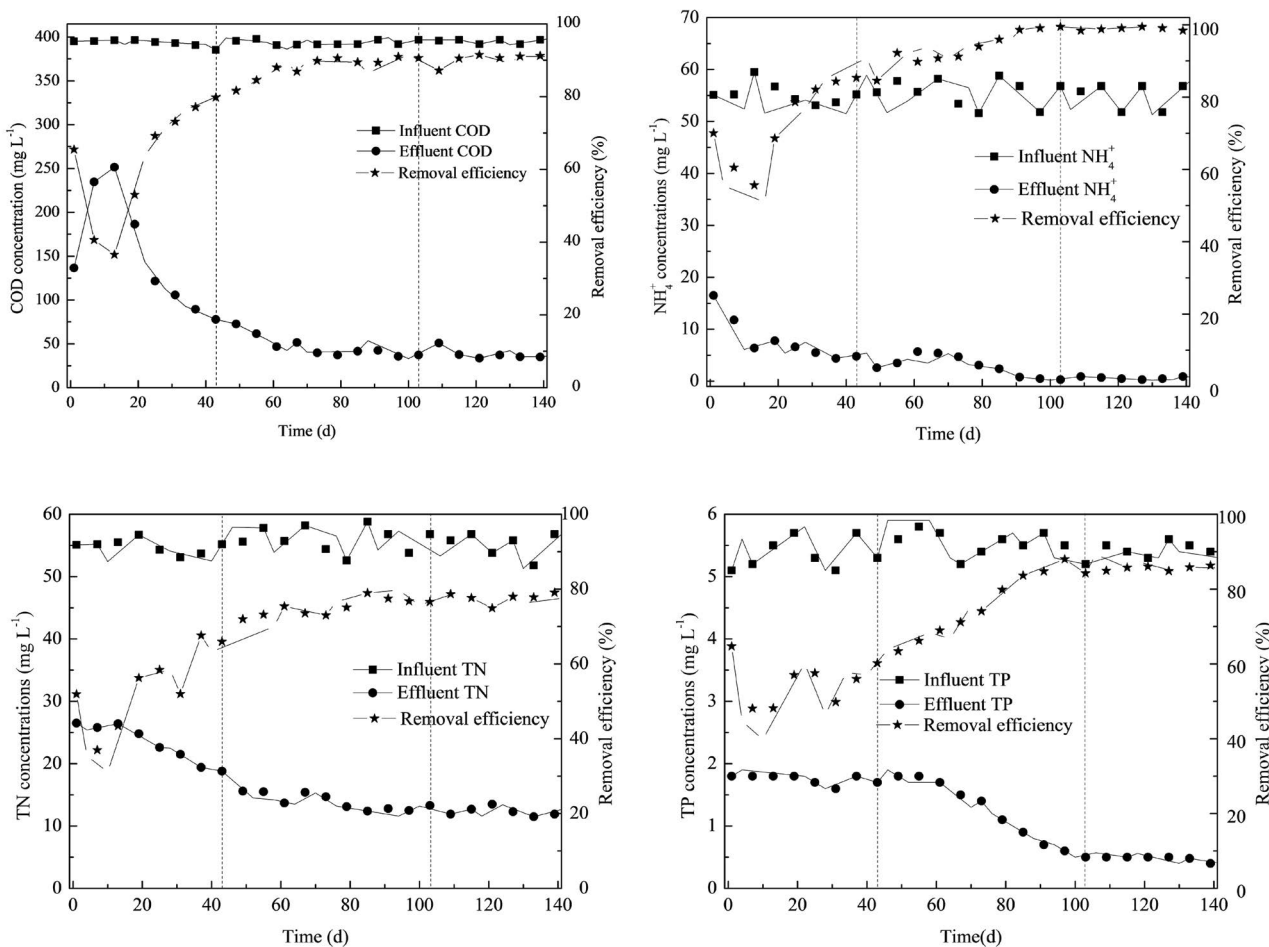 400
350
300
250
200
150
100
50
0
COD concentration (mg L⁻¹)
100
80
60
40
20
0
Removal efficiency (%)
Influent COD
Effluent COD
Removal efficiency
0 20 40 60 80 100 120 140
Time (d)
70
60
50
40
30
20
10
0
NH₄⁺ concentrations (mg L⁻¹)
100
80
60
40
20
0
Removal efficiency (%)
Influent NH₄⁺
Effluent NH₄⁺
Removal efficiency
0 20 40 60 80 100 120 140
Time (d)
60
50
40
30
20
10
0
TN concentrations (mg L⁻¹)
100
80
60
40
20
0
Removal efficiency (%)
Influent TN
Effluent TN
Removal efficiency
0 20 40 60 80 100 120 140
Time (d)
6
5
4
3
2
1
0
TP concentrations (mg L⁻¹)
100
80
60
40
20
0
Removal efficiency (%)
Influent TP
Effluent TP
Removal efficiency
0 20 40 60 80 100 120 140
Time(d)